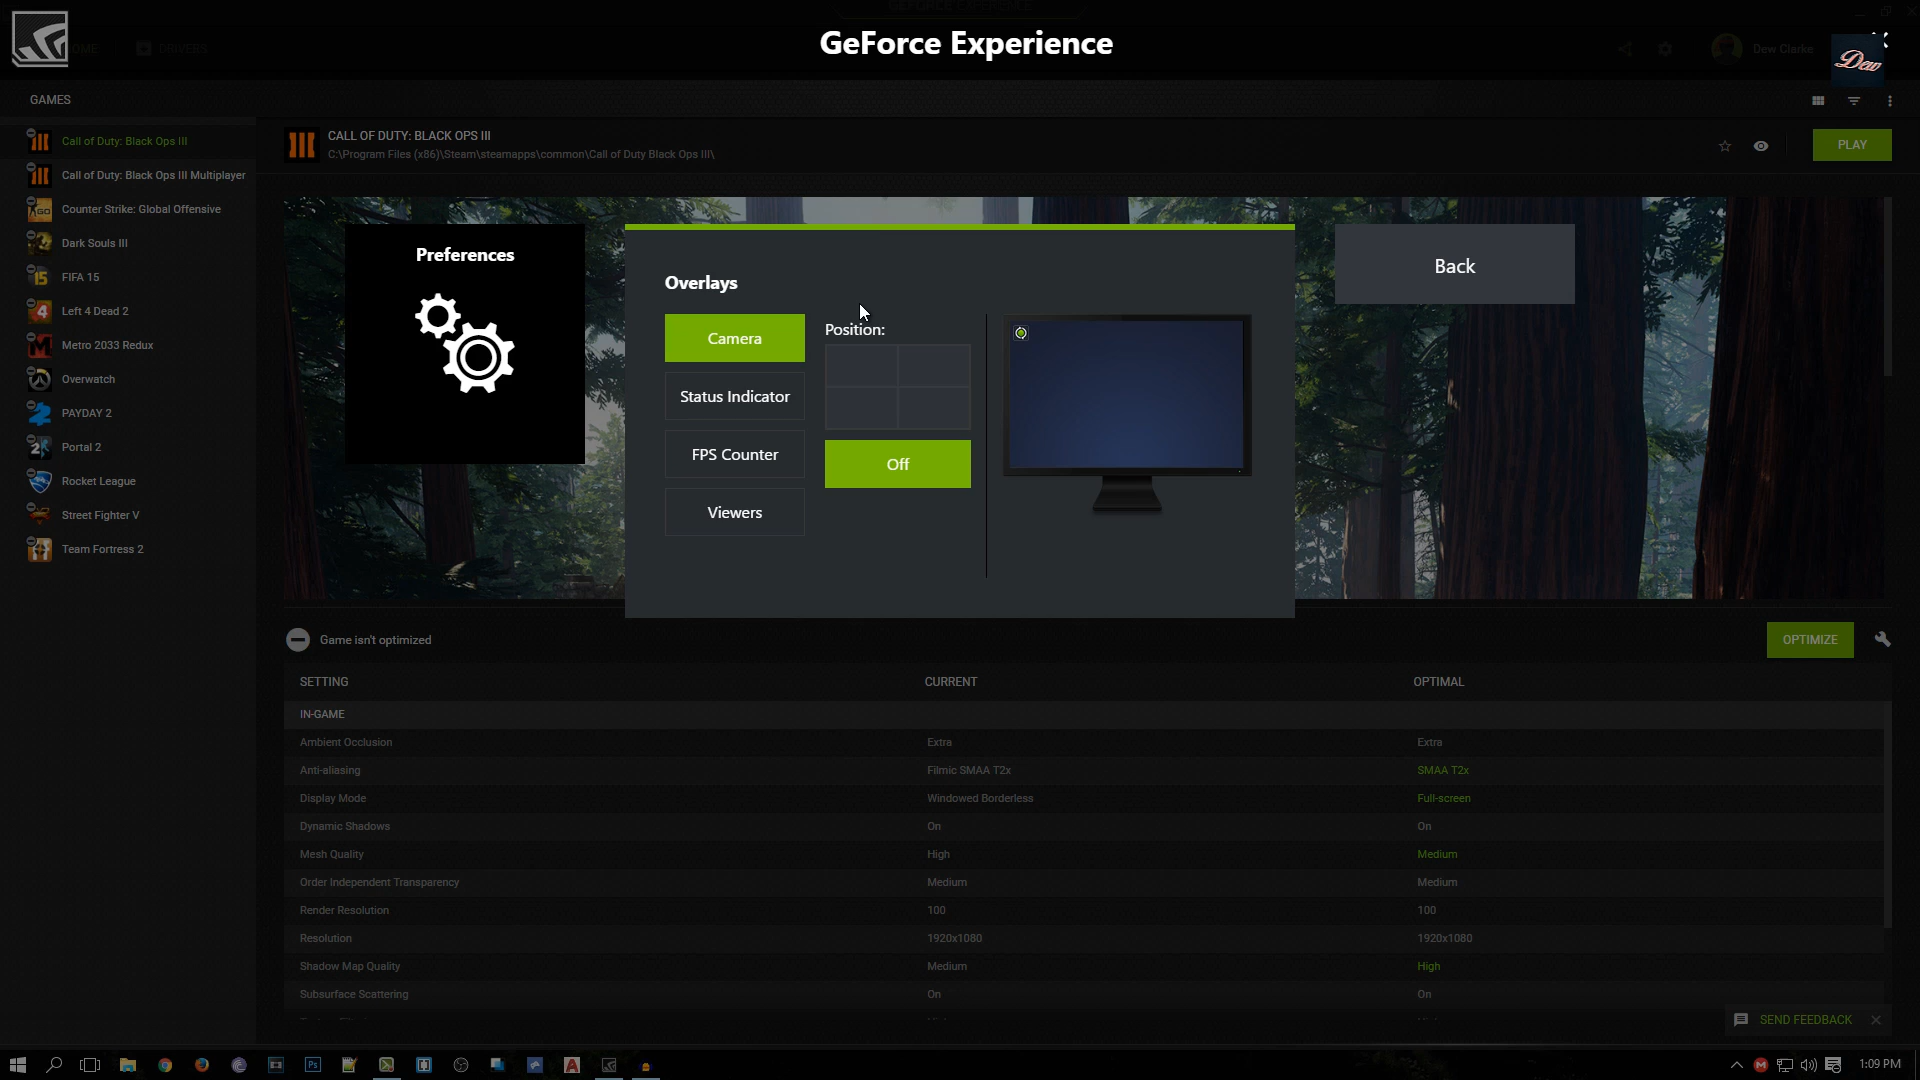 GEFORCE EXPERIENCE
GeForce Experience
HOME
DRIVERS
Dew Clarke
Dew
GAMES
Call of Duty: Black Ops III
Call of Duty: Black Ops III Multiplayer
Counter Strike: Global Offensive
Dark Souls III
FIFA 15
Left 4 Dead 2
Metro 2033 Redux
Overwatch
PAYDAY 2
Portal 2
Rocket League
Street Fighter V
Team Fortress 2
CALL OF DUTY: BLACK OPS III
C:\Program Files (x86)\Steam\steamapps\common\Call of Duty Black Ops III\
PLAY
Preferences
Overlays
Camera
Status Indicator
FPS Counter
Viewers
Position:
Off
Back
Game isn't optimized
OPTIMIZE
SETTING CURRENT OPTIMAL
IN-GAME
Ambient Occlusion Extra Extra
Anti-aliasing Filmic SMAA T2x SMAA T2x
Display Mode Windowed Borderless Full-screen
Dynamic Shadows On On
Mesh Quality High Medium
Order Independent Transparency Medium Medium
Render Resolution 100 100
Resolution 1920x1080 1920x1080
Shadow Map Quality Medium High
Subsurface Scattering On On
SEND FEEDBACK
1:09 PM